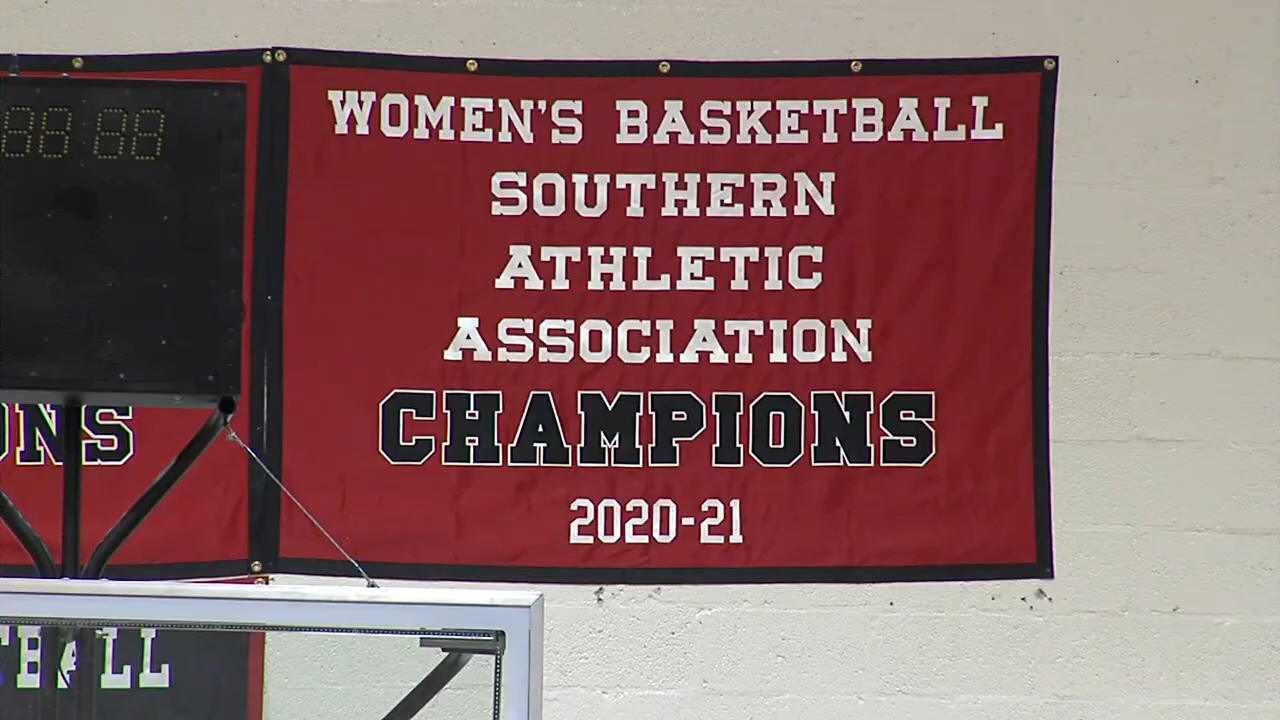 WOMEN'S BASKETBALL
SOUTHERN
ATHLETIC
ASSOCIATION
CHAMPIONS
2020-21